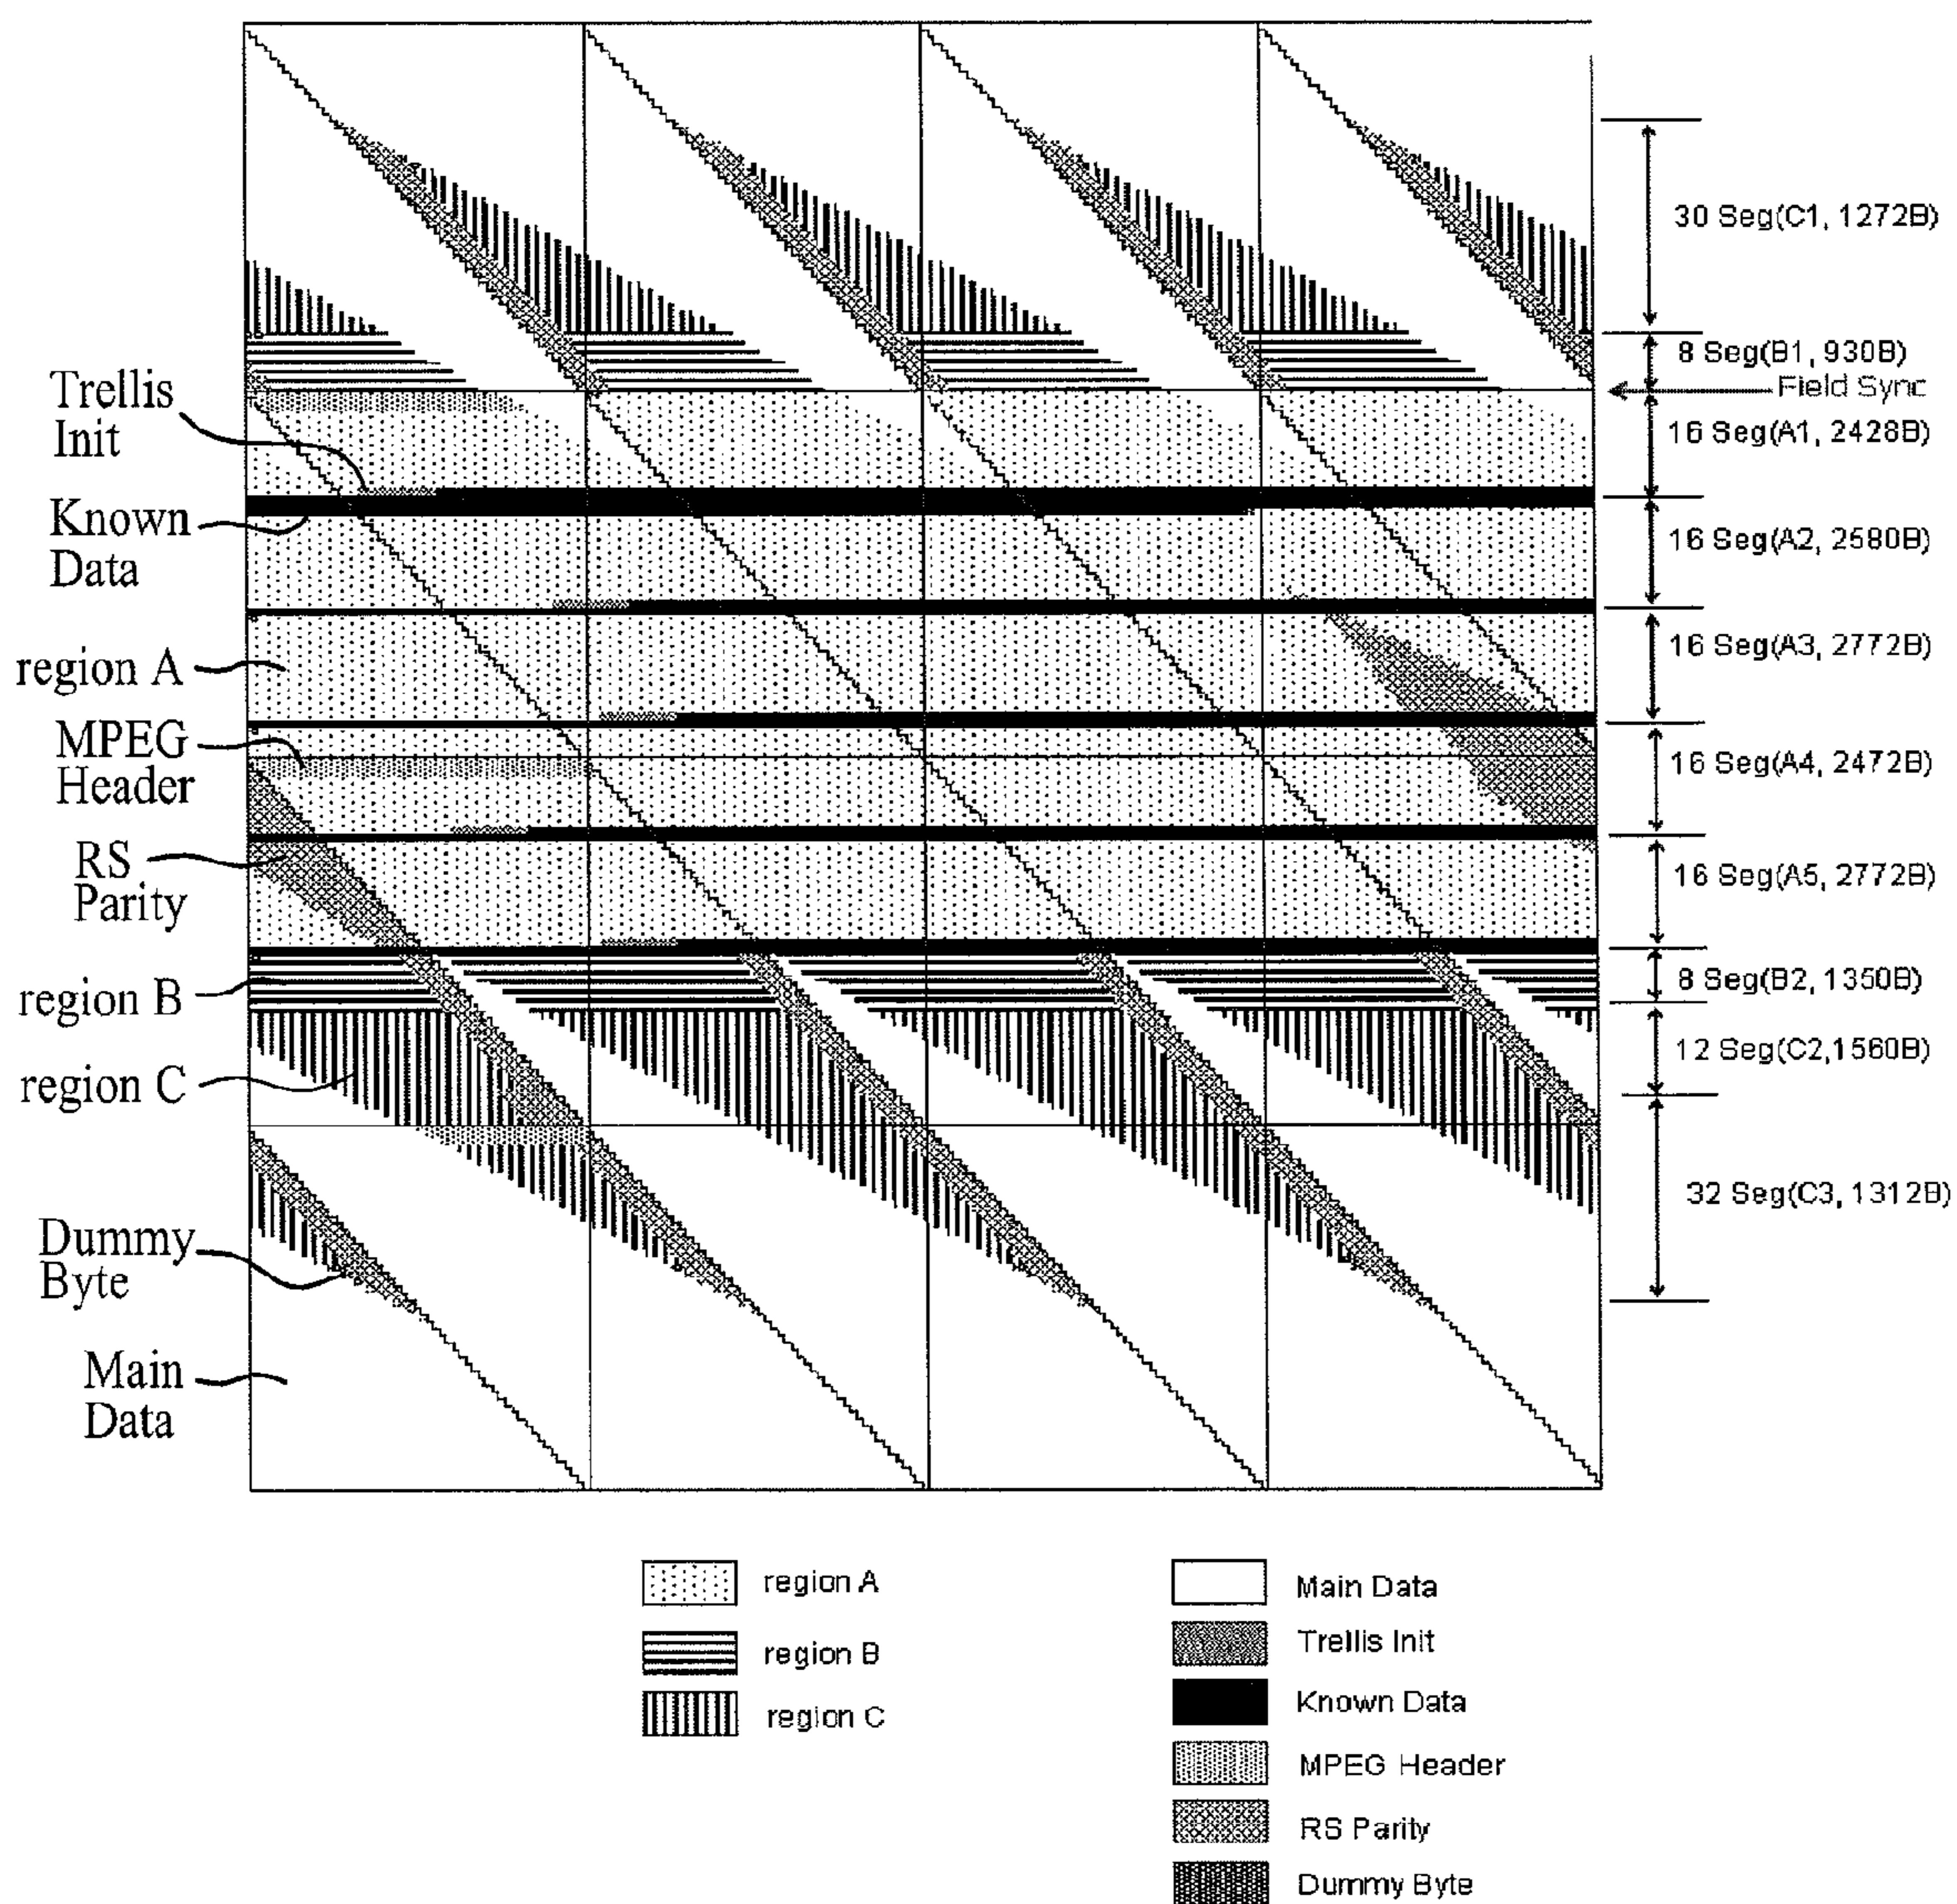 30 Seg(C1, 1272B)
8 Seg(B1, 930B)
Field Sync
16 Seg(A1, 2428B)
16 Seg(A2, 2580B)
16 Seg(A3, 2772B)
16 Seg(A4, 2472B)
16 Seg(A5, 2772B)
8 Seg(B2, 1350B)
12 Seg(C2,1560B)
32 Seg(C3, 1312B)
Trellis
Init
Known
Data
region A
MPEG
Header
RS
Parity
region B
region C
Dummy
Byte
Main
Data
region A
region B
region C
Main Data
Trellis Init
Known Data
MPEG Header
RS Parity
Dummy Byte